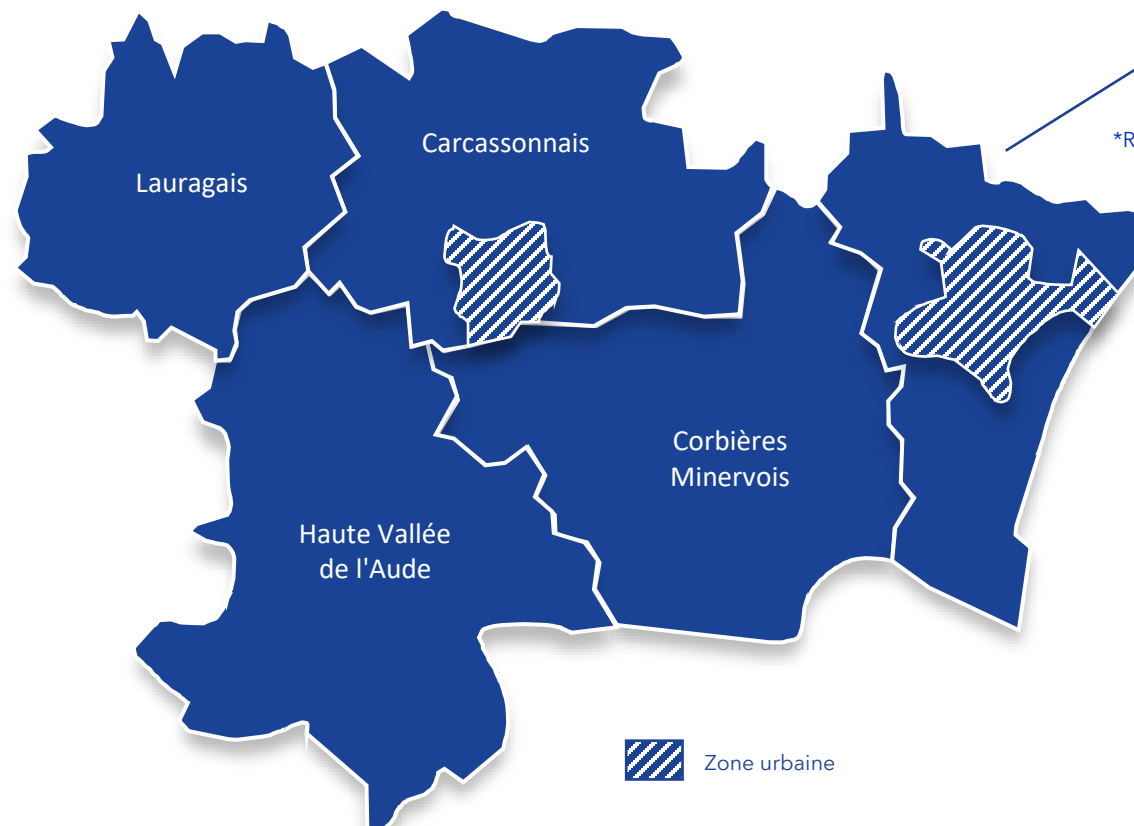 Carcassonnais
*R
Lauragais
Corbières
Minervois
Haute Vallée
de l'Aude
Zone urbaine